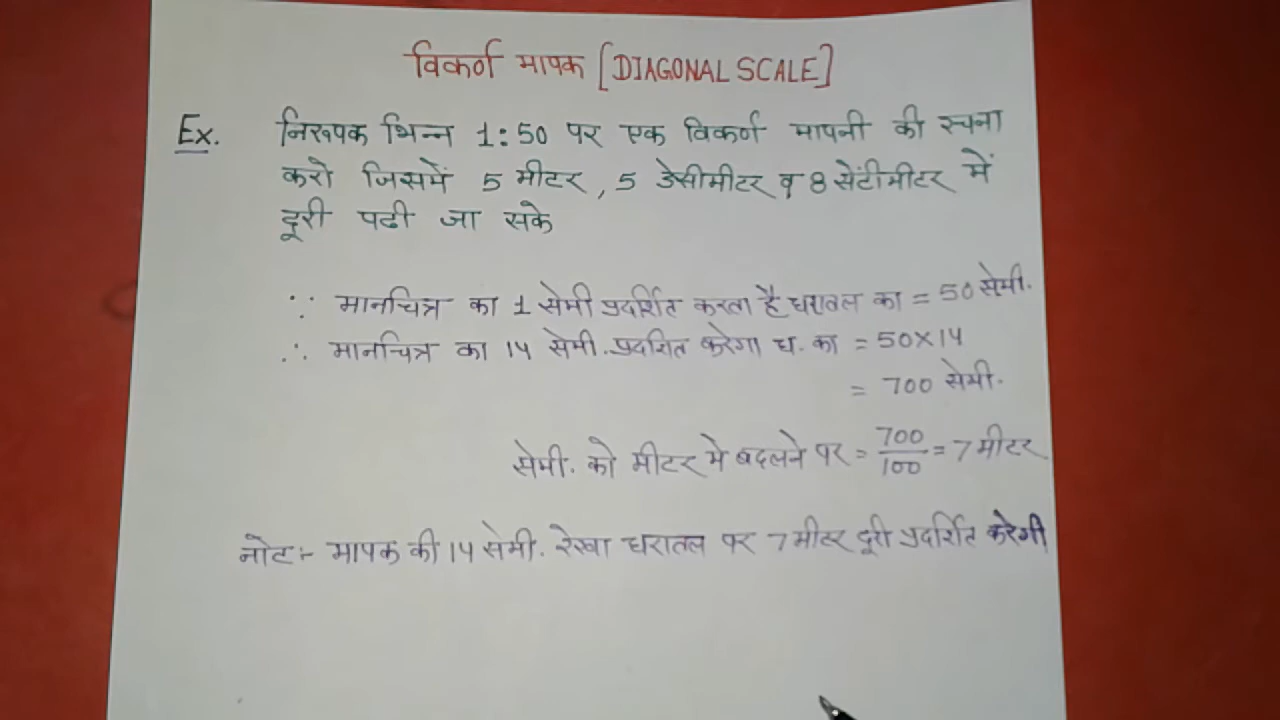 विकर्ण मापक [DIAGONAL SCALE]
Ex. निरुपक भिन्न 1:50 पर एक विकर्ण मापनी की रचना
करो जिसमें 5 मीटर, 5 डेसीमीटर व 8 सेंटीमीटर में
दूरी पढी जा सके
∵ मानचित्र का 1 सेमी प्रदर्शित करता है धरातल का = 50 सेमी.
∴ मानचित्र का 14 सेमी. प्रदर्शित करेगा ध. का = 50×14
= 700 सेमी.
सेमी. को मीटर मे बदलने पर = 700/100 = 7 मीटर
नोट:- मापक की 14 सेमी. रेखा धरातल पर 7 मीटर दूरी प्रदर्शित करेगी